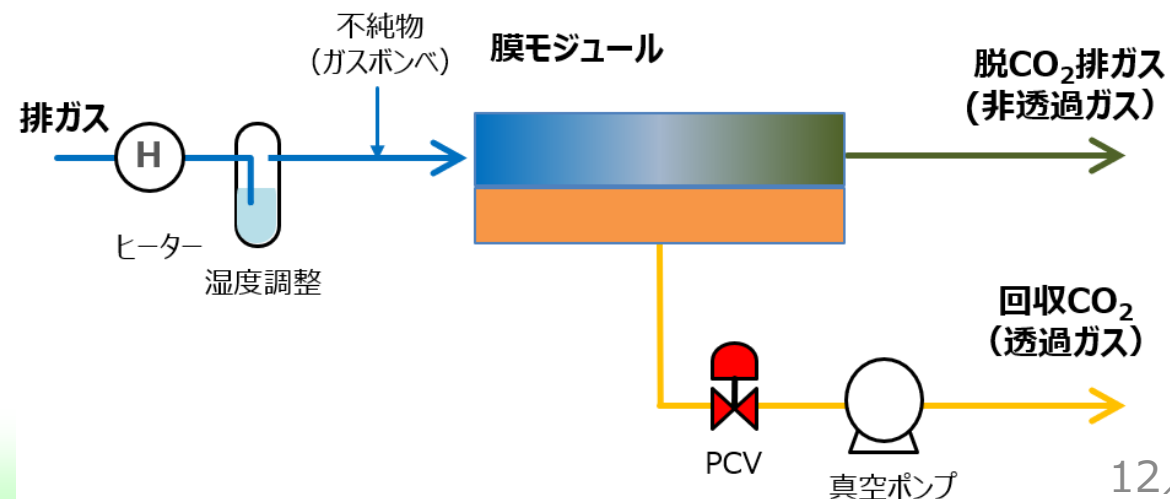 不純物
（ガスボンベ）
膜モジュール
脱CO₂排ガス
(非透過ガス）
排ガス
H
ヒーター
湿度調整
回収CO₂
（透過ガス）
PCV
真空ポンプ
12